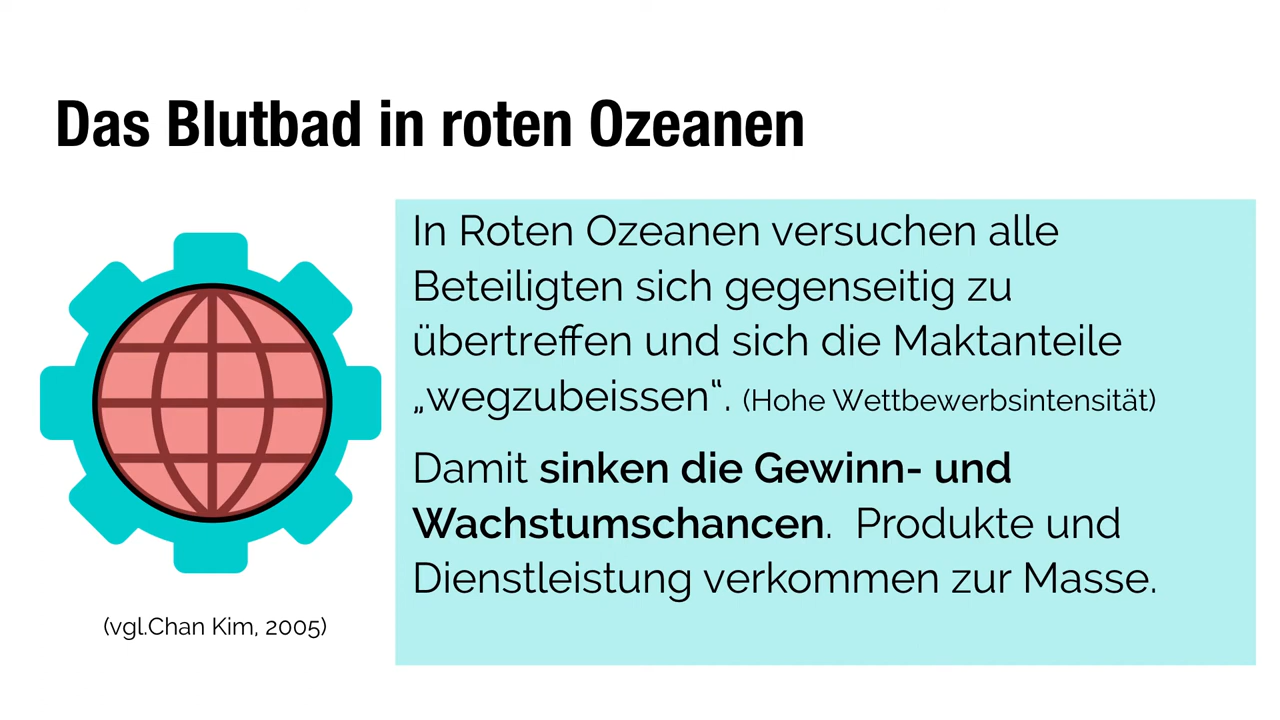 Das Blutbad in roten Ozeanen
In Roten Ozeanen versuchen alle
Beteiligten sich gegenseitig zu
übertreffen und sich die Maktanteile
„wegzubeissen“. (Hohe Wettbewerbsintensität)
Damit sinken die Gewinn- und
Wachstumschancen.  Produkte und
Dienstleistung verkommen zur Masse.
(vgl.Chan Kim, 2005)